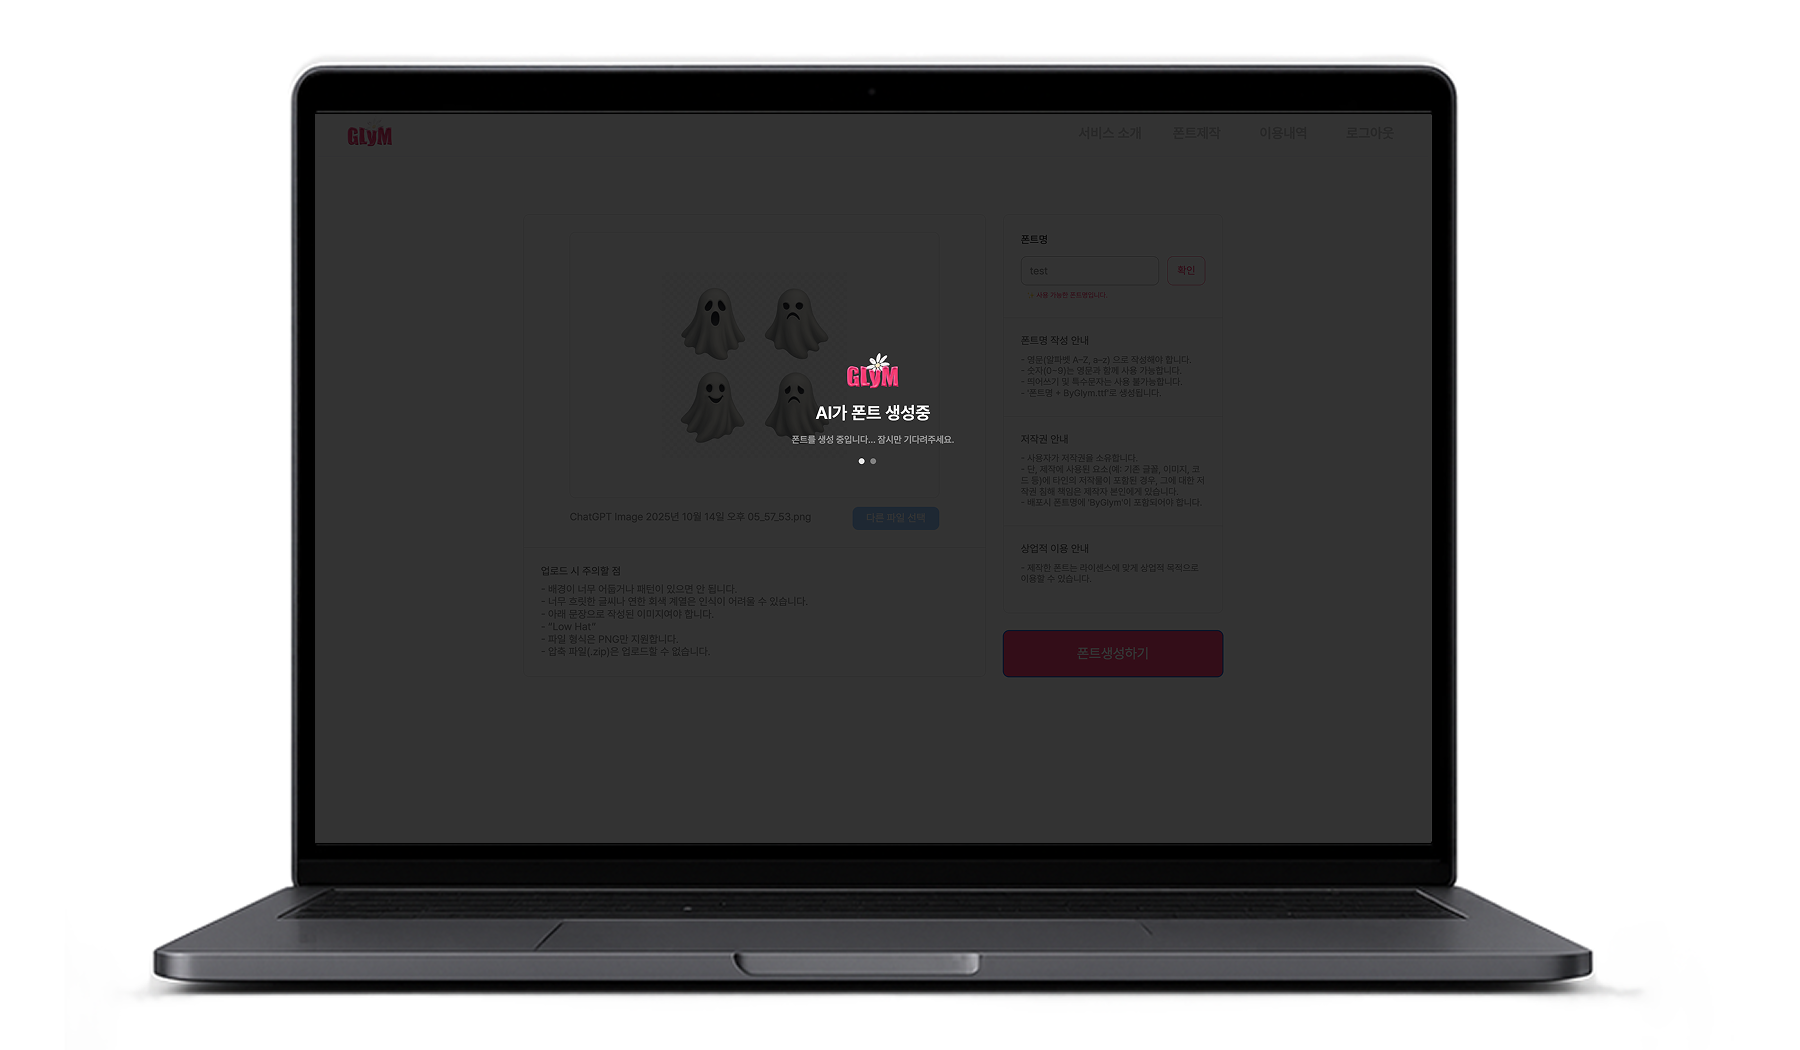 GLyM
서비스 소개 폰트제작 이용내역 로그아웃
폰트명
test 확인
사용 가능한 폰트명입니다.
폰트명 작성 안내
- 영문(알파벳 A-Z, a-z) 으로 작성해야 합니다.
- 숫자(0-9)는 영문과 함께 사용 가능합니다.
- 띄어쓰기 및 특수문자는 사용 불가능합니다.
- '폰트명 + ByGlym.ttf'로 생성됩니다.
저작권 안내
- 사용자가 저작권을 소유합니다.
- 단, 제작에 사용된 요소(예: 기존 글꼴, 이미지, 코
드 등)에 타인의 저작물이 포함된 경우, 그에 대한 저
작권 침해 책임은 제작자 본인에게 있습니다.
- 배포시 폰트명에 'ByGlym'이 포함되어야 합니다.
상업적 이용 안내
- 제작한 폰트는 라이센스에 맞게 상업적 목적으로
이용할 수 있습니다.
폰트생성하기
GLyM
AI가 폰트 생성중
폰트를 생성 중입니다... 잠시만 기다려주세요.
ChatGPT Image 2025년 10월 14일 오후 05_57_53.png 다른 파일 선택
업로드 시 주의할 점
- 배경이 너무 어둡거나 패턴이 있으면 안 됩니다.
- 너무 흐릿한 글씨나 연한 회색 계열은 인식이 어려울 수 있습니다.
- 아래 문장으로 작성된 이미지여야 합니다.
- "Low Hat"
- 파일 형식은 PNG만 지원합니다.
- 압축 파일(.zip)은 업로드할 수 없습니다.